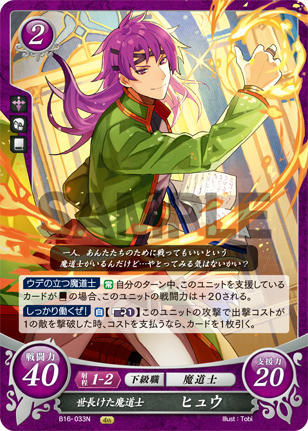 2
SAMPLE
一人、あんたたちのために戦ってもいいという
魔道士がいるんだけど…やとってみる気はないかい?
ウデの立つ魔道士 常 自分のターン中、このユニットを支援している
カードが の場合、このユニットの戦闘力は+20される。
しっかり働くぜ! 自 【 】このユニットの攻撃で出撃コストが
1の敵を撃破した時、コストを支払うなら、カードを1枚引く。
戦闘力
40
射程 1-2 下級職 魔道士
支援力
20
世長けた魔道士 ヒュウ
B16-033N
Illust:Tobi